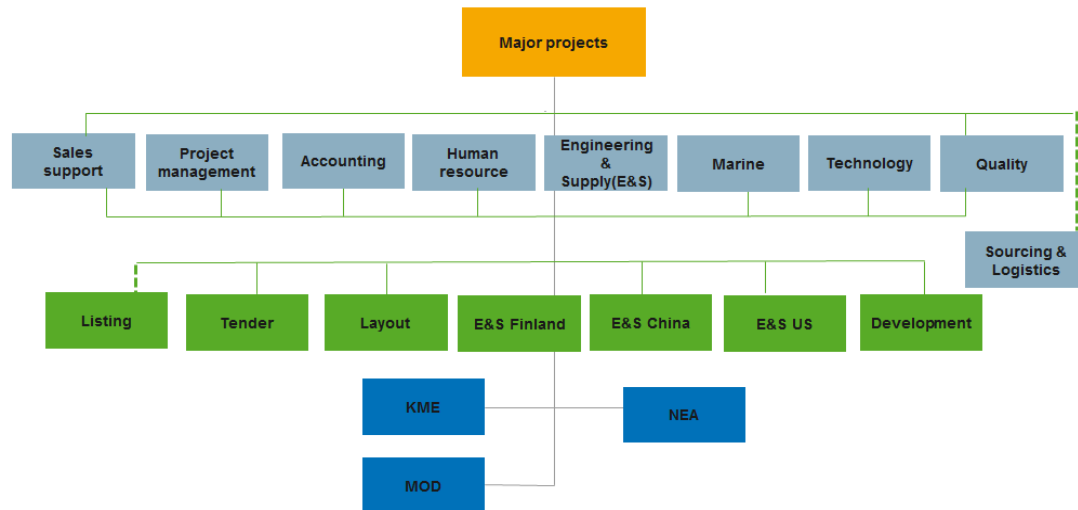 Major projects
Sales
support
Project
management
Accounting
Human
resource
Engineering
&
Supply(E&S)
Marine
Technology
Quality
Sourcing &
Logistics
Listing
Tender
Layout
E&S Finland
E&S China
E&S US
Development
KME
NEA
MOD